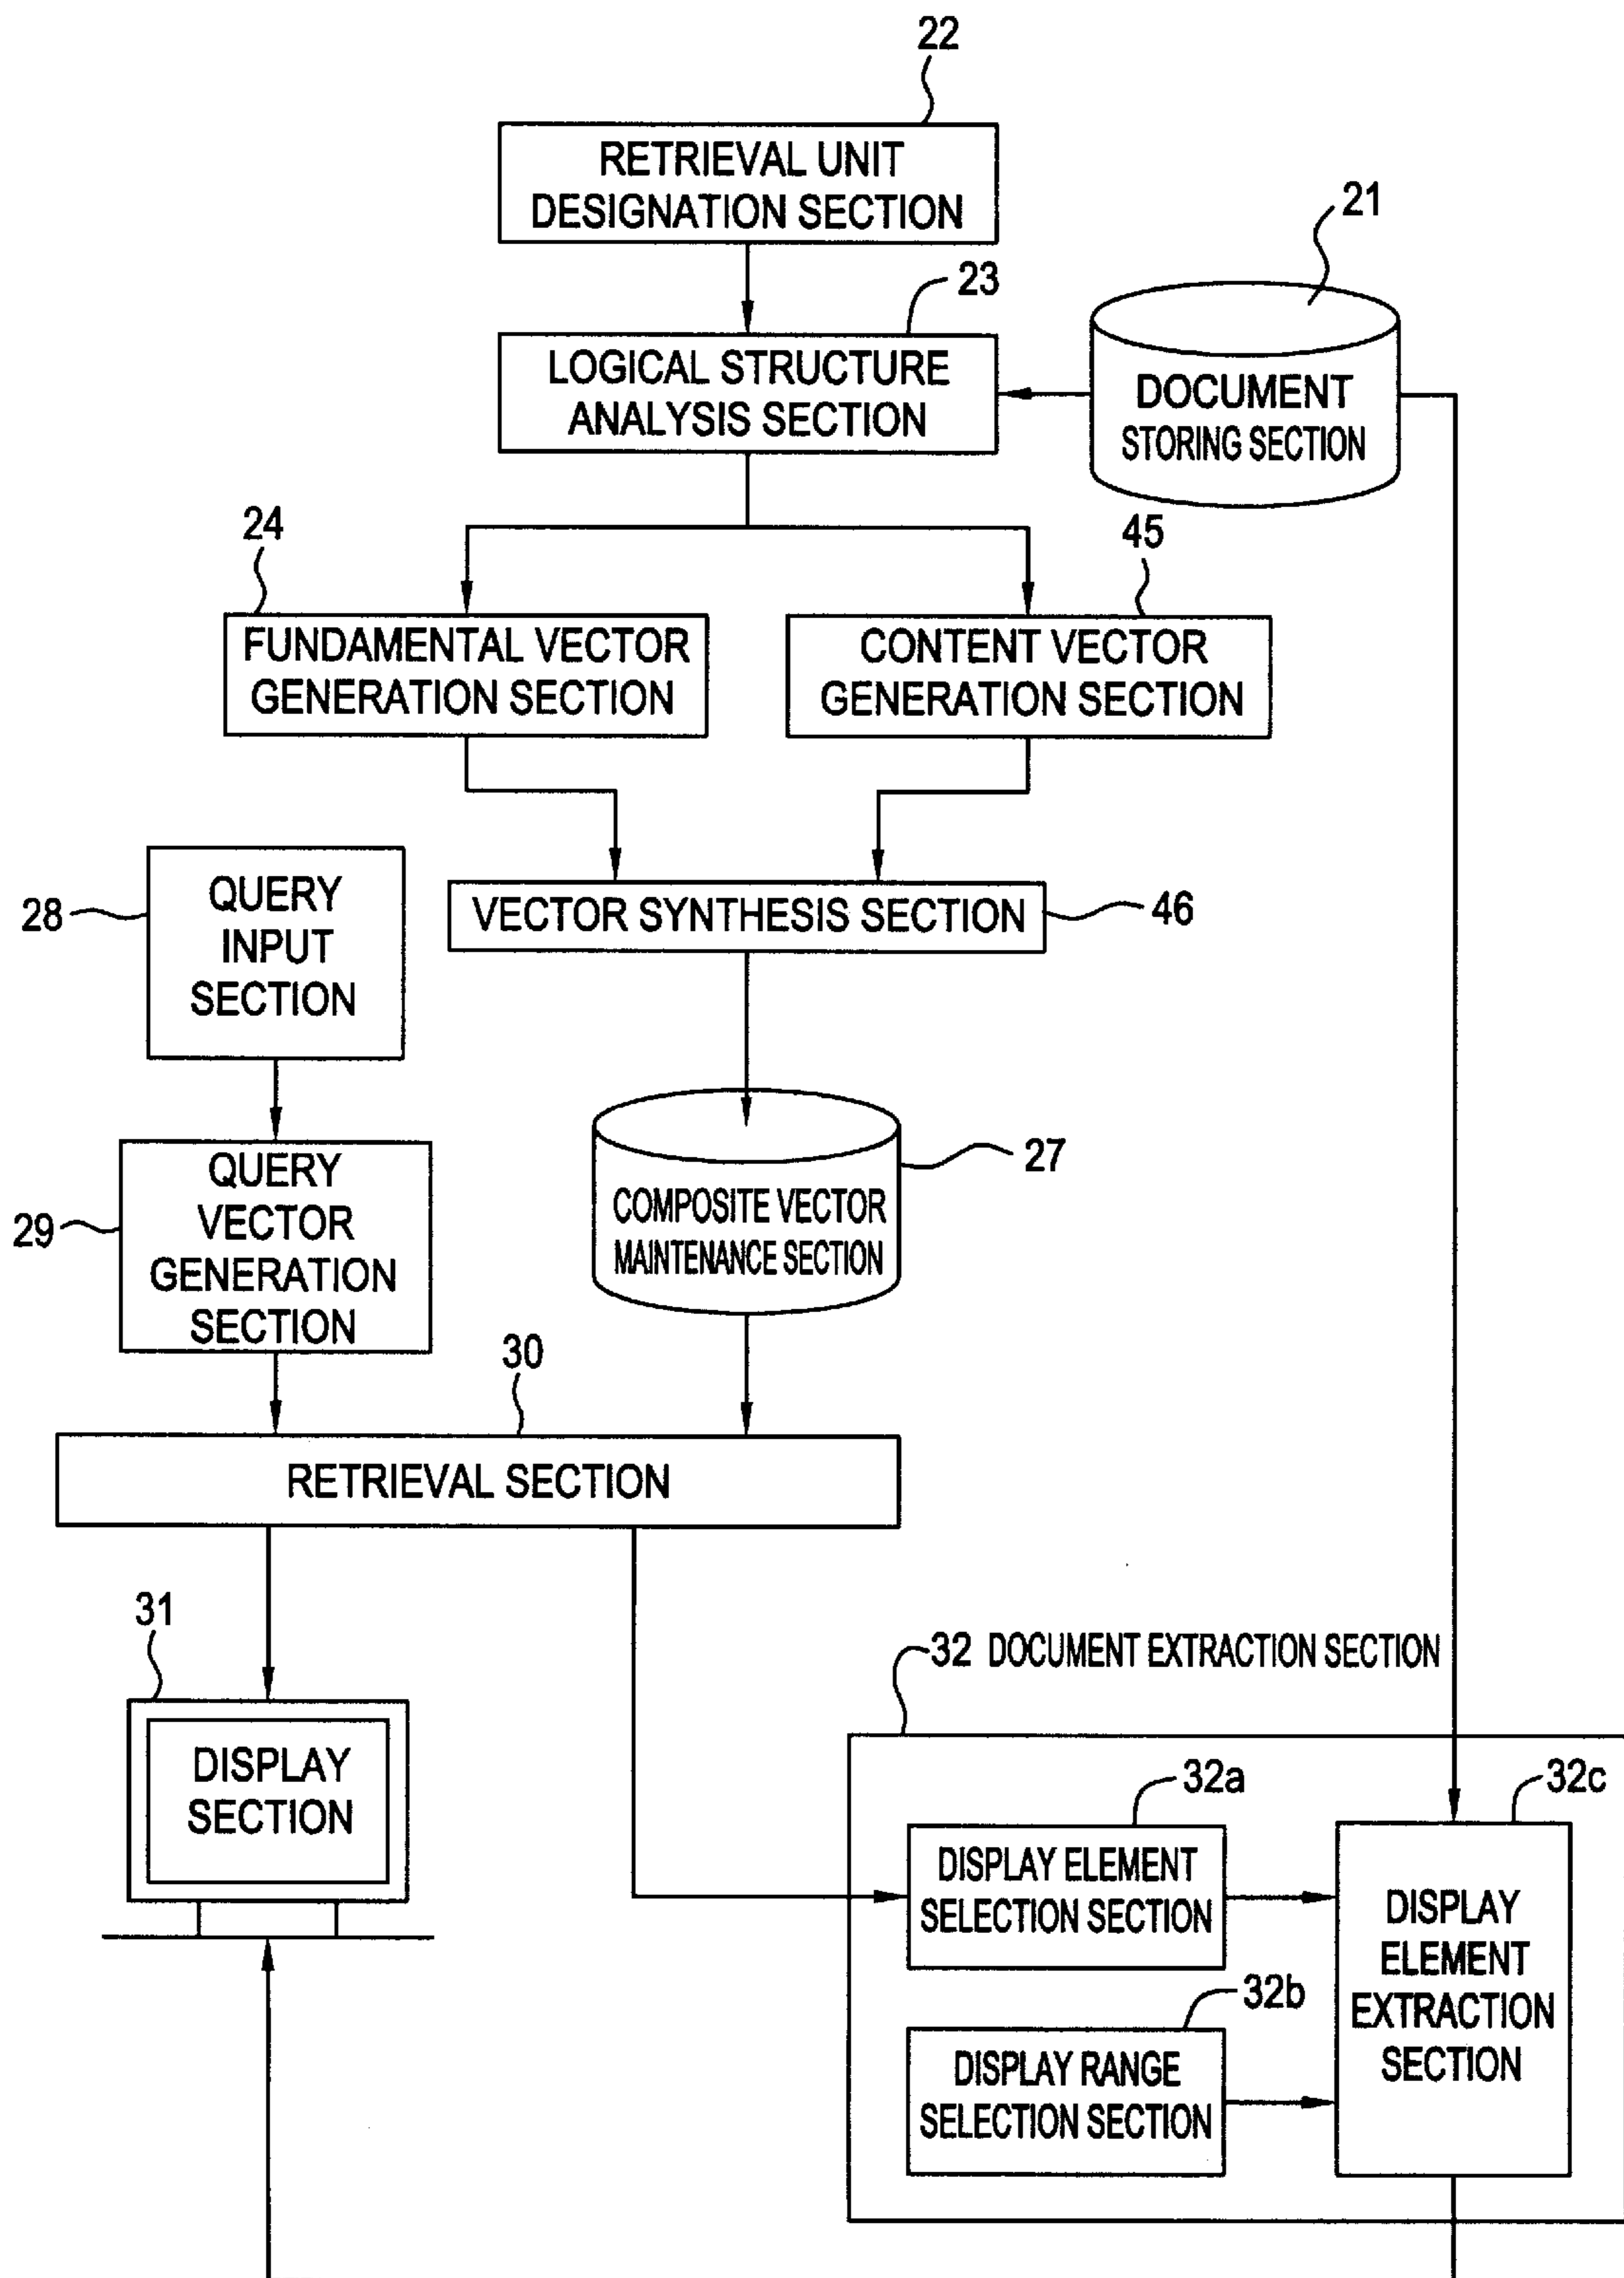 22
RETRIEVAL UNIT
DESIGNATION SECTION
21
23
LOGICAL STRUCTURE
ANALYSIS SECTION
DOCUMENT
STORING SECTION
24
45
FUNDAMENTAL VECTOR
GENERATION SECTION
CONTENT VECTOR
GENERATION SECTION
28
QUERY
INPUT
SECTION
VECTOR SYNTHESIS SECTION
46
29
QUERY
VECTOR
GENERATION
SECTION
COMPOSITE VECTOR
MAINTENANCE SECTION
27
30
RETRIEVAL SECTION
31
DISPLAY
SECTION
32 DOCUMENT EXTRACTION SECTION
32a
DISPLAY ELEMENT
SELECTION SECTION
32b
DISPLAY RANGE
SELECTION SECTION
32c
DISPLAY
ELEMENT
EXTRACTION
SECTION